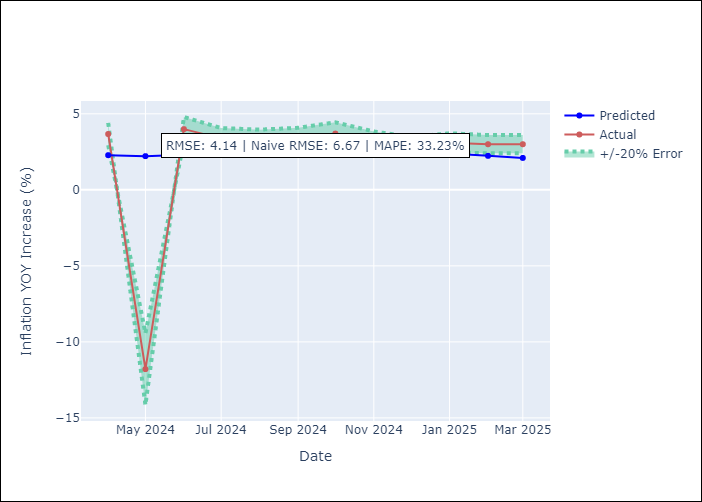 Predicted
Actual
+/-20% Error
RMSE: 4.14 | Naive RMSE: 6.67 | MAPE: 33.23%
5
0
−5
−10
−15
Inflation YOY Increase (%)
May 2024
Jul 2024
Sep 2024
Nov 2024
Jan 2025
Mar 2025
Date